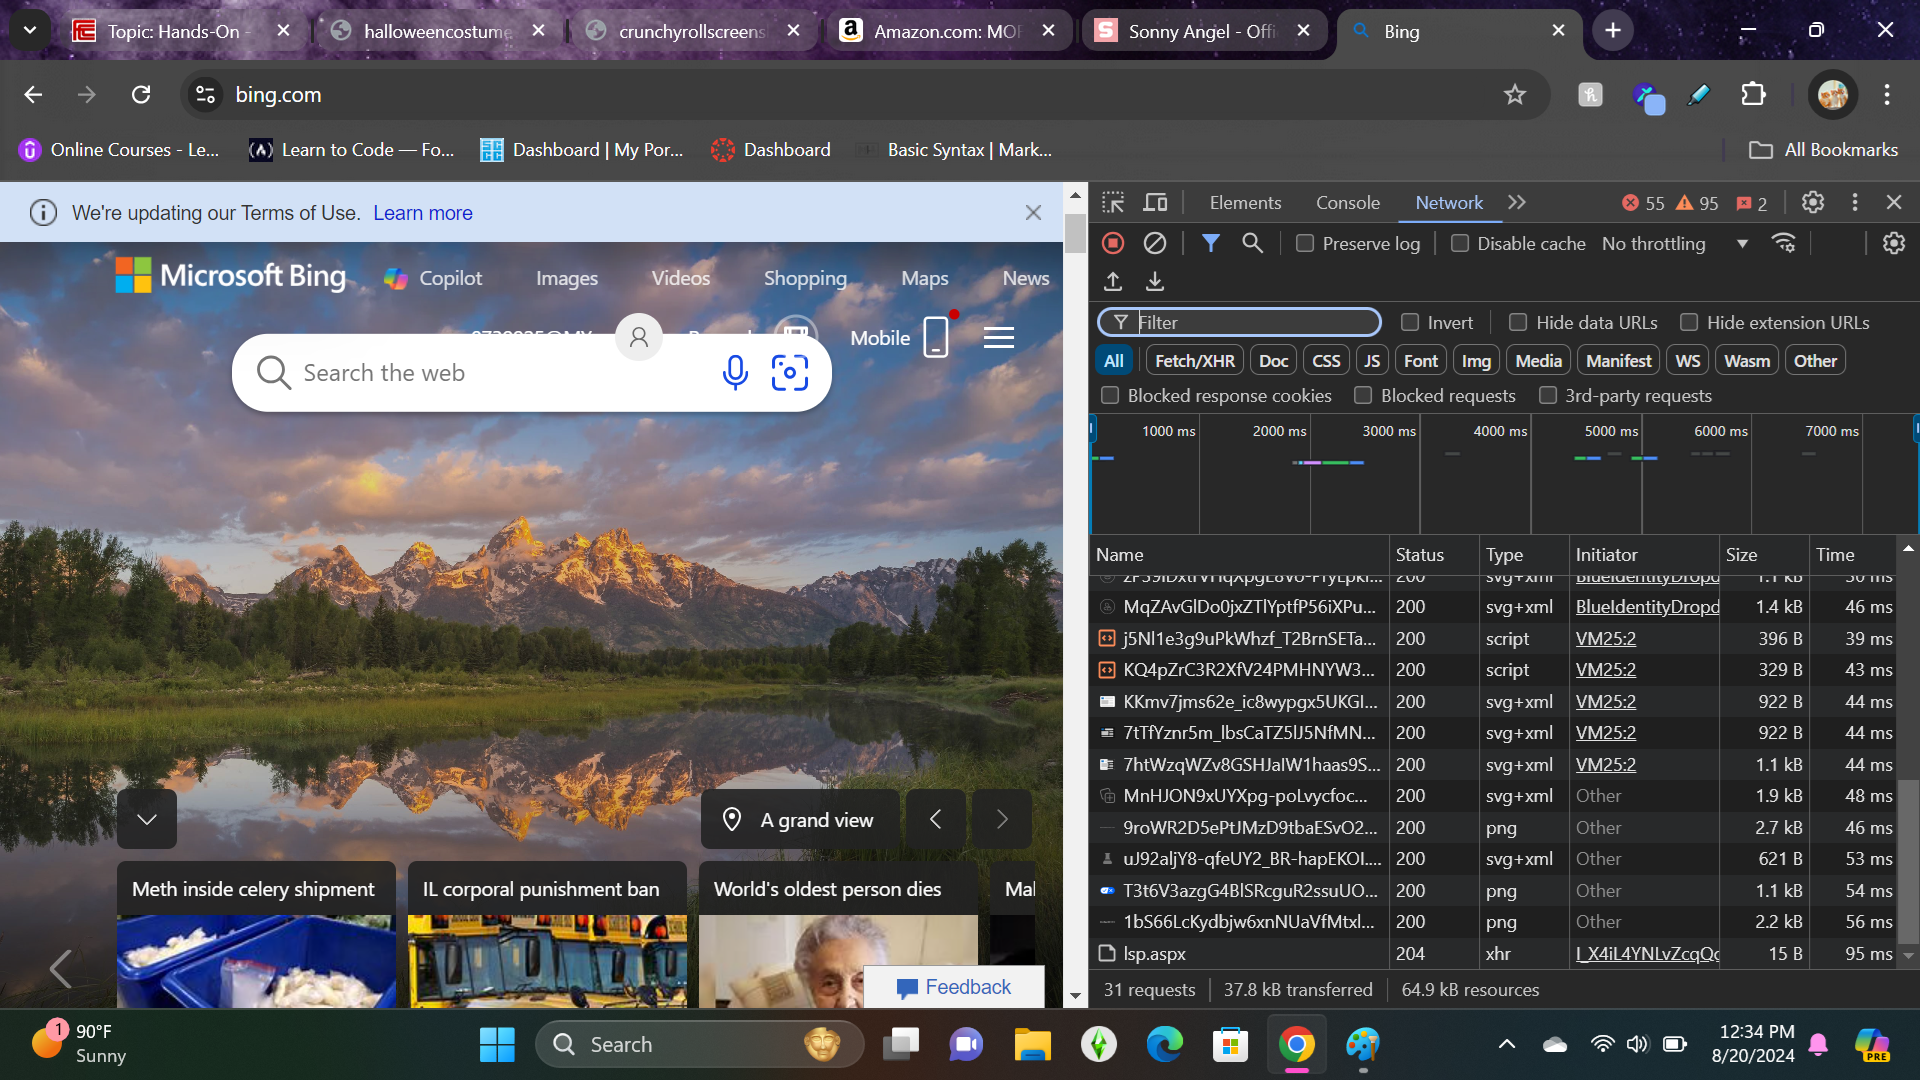 Topic: Hands-On -
halloweencostume
crunchyrollscreens
Amazon.com: MOF
Sonny Angel - Offi
Bing
bing.com
Online Courses - Le...
Learn to Code — Fo...
Dashboard | My Por...
Dashboard
Basic Syntax | Mark...
All Bookmarks
We're updating our Terms of Use. Learn more
Microsoft Bing
Copilot
Images
Videos
Shopping
Maps
News
Mobile
Search the web
A grand view
Meth inside celery shipment
IL corporal punishment ban
World's oldest person dies
Feedback
Elements
Console
Network
55
95
2
Preserve log
Disable cache
No throttling
Filter
Invert
Hide data URLs
Hide extension URLs
All
Fetch/XHR
Doc
CSS
JS
Font
Img
Media
Manifest
WS
Wasm
Other
Blocked response cookies
Blocked requests
3rd-party requests
1000 ms
2000 ms
3000 ms
4000 ms
5000 ms
6000 ms
7000 ms
Name Status Type Initiator Size Time
MqZAvGlDo0jxZTlYptfP56iXPu... 200 svg+xml BlueIdentityDropd 1.4 kB 46 ms
j5Nl1e3g9uPkWhzf_T2BrnSETa... 200 script VM25:2 396 B 39 ms
KQ4pZrC3R2XfV24PMHNYW3... 200 script VM25:2 329 B 43 ms
KKmv7jms62e_ic8wypgx5UKGI... 200 svg+xml VM25:2 922 B 44 ms
7tTfYznr5m_lbsCaTZ5lJ5NfMN... 200 svg+xml VM25:2 922 B 44 ms
7htWzqWZv8GSHJaIW1haas9S... 200 svg+xml VM25:2 1.1 kB 44 ms
MnHJON9xUYXpg-poLvycfoc... 200 svg+xml Other 1.9 kB 48 ms
9roWR2D5ePtJMzD9tbaESvO2... 200 png Other 2.7 kB 46 ms
uJ92aljY8-qfeUY2_BR-hapEKOI.... 200 svg+xml Other 621 B 53 ms
T3t6V3azgG4BlSRcguR2ssuUO... 200 png Other 1.1 kB 54 ms
1bS66LcKydbjw6xnNUaVfMtxl... 200 png Other 2.2 kB 56 ms
lsp.aspx 204 xhr I_X4iL4YNLvZcqQc 15 B 95 ms
31 requests
37.8 kB transferred
64.9 kB resources
1
90°F
Sunny
Search
12:34 PM
8/20/2024
PRE